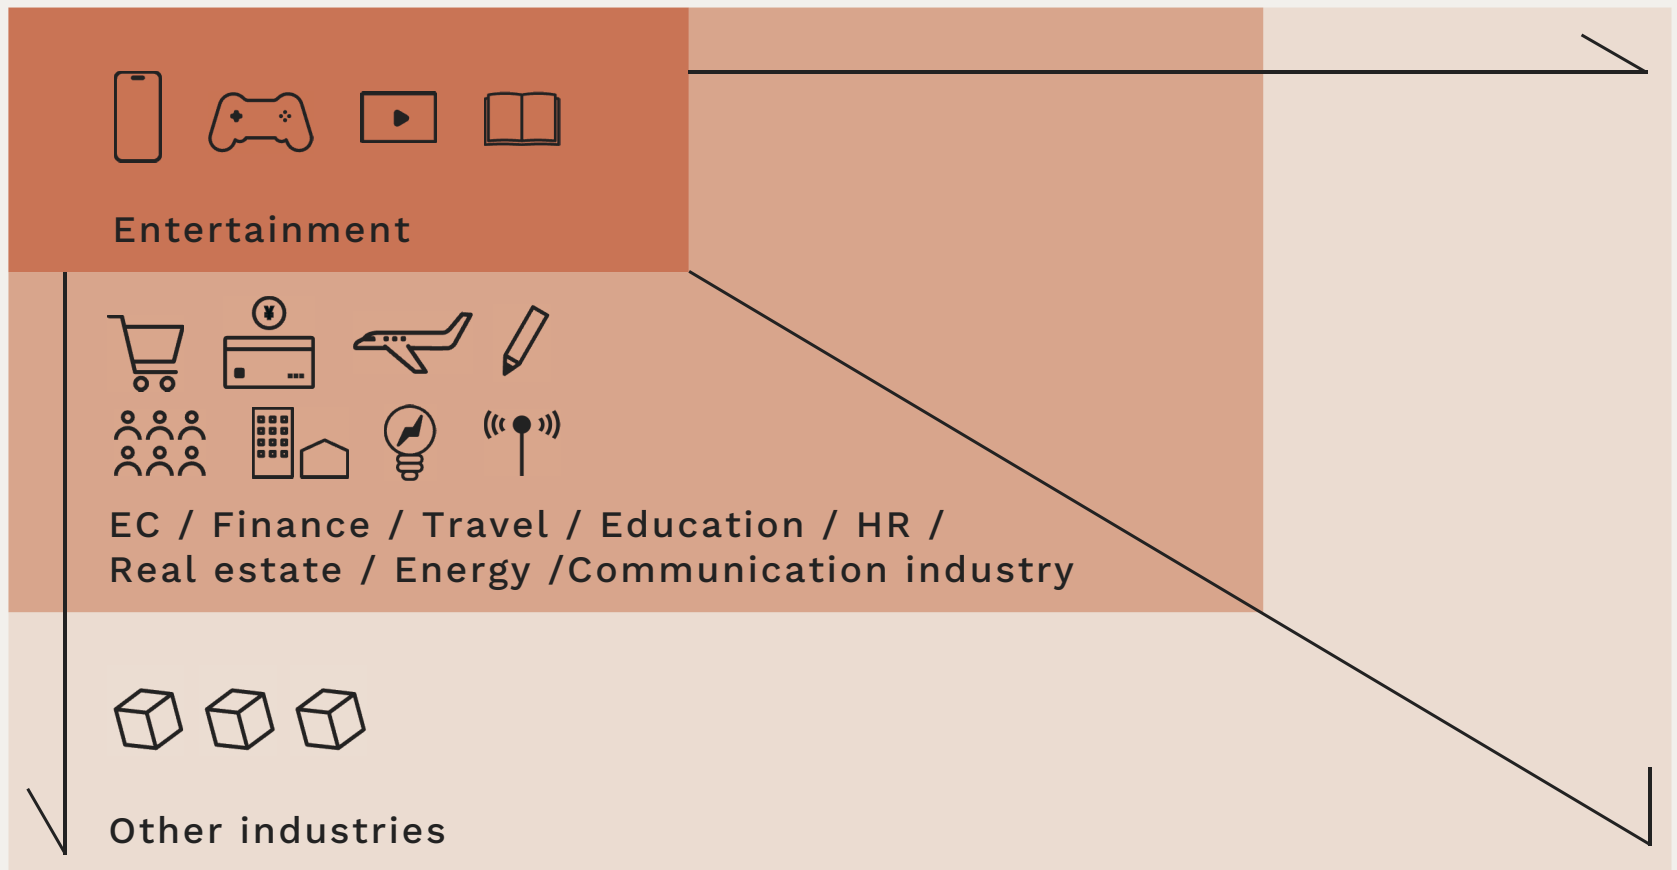 Entertainment
¥
EC / Finance / Travel / Education / HR /
Real estate / Energy /Communication industry
Other industries